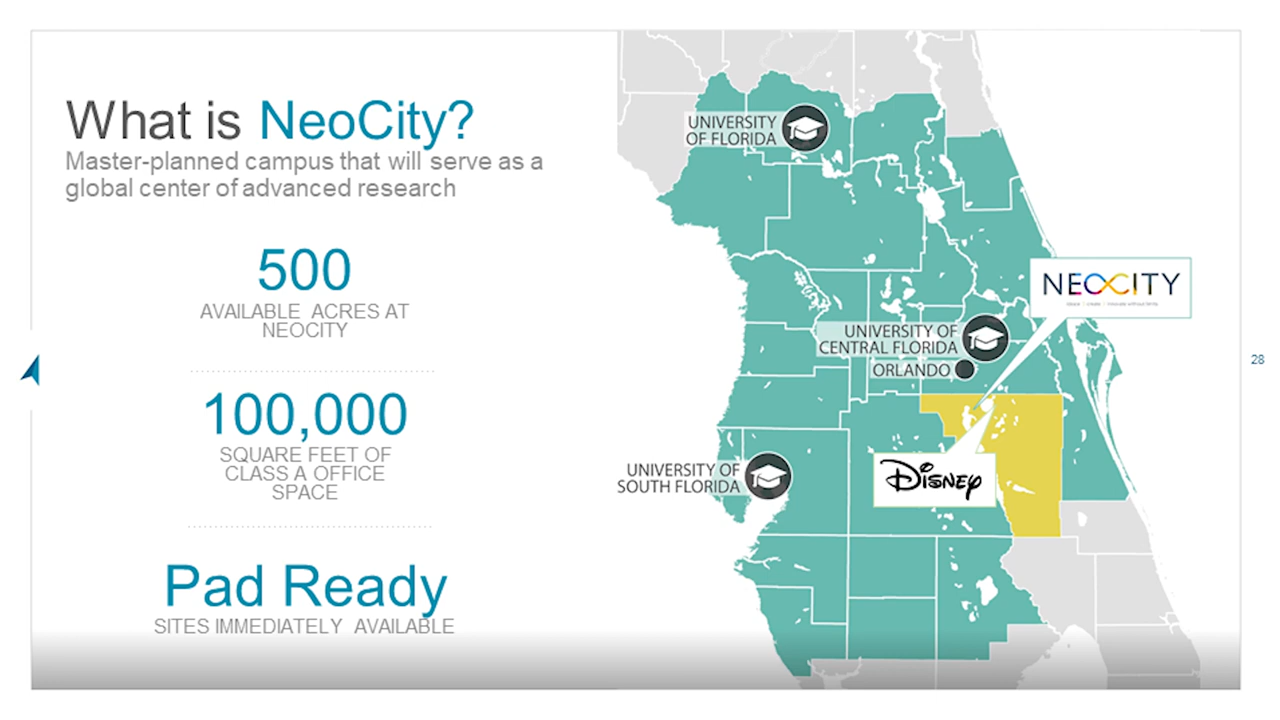 What is NeoCity?
Master-planned campus that will serve as a
global center of advanced research
500
AVAILABLE ACRES AT
NEOCITY
100,000
SQUARE FEET OF
CLASS A OFFICE
SPACE
Pad Ready
SITES IMMEDIATELY AVAILABLE
UNIVERSITY
OF FLORIDA
NEOCITY
UNIVERSITY OF
CENTRAL FLORIDA
ORLANDO
DISNEY
UNIVERSITY OF
SOUTH FLORIDA
28